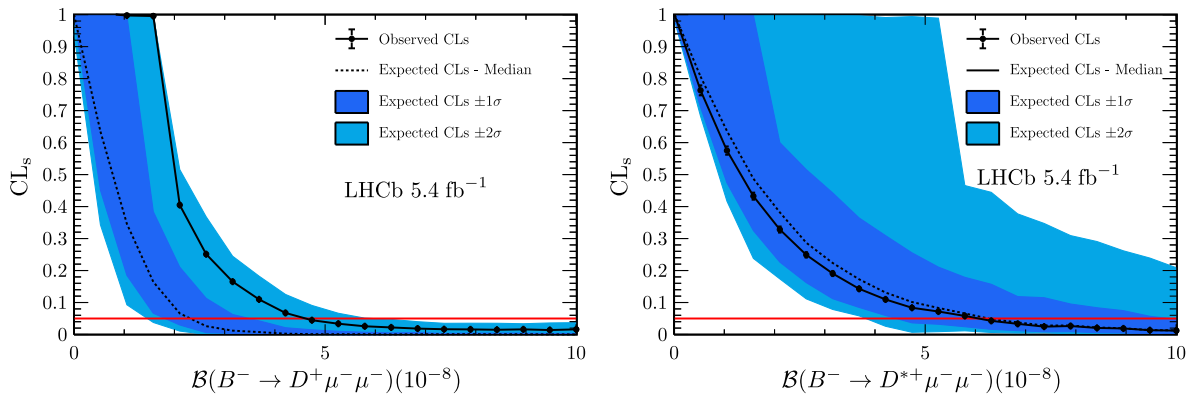 1
0.9
0.8
0.7
0.6
0.5
0.4
0.3
0.2
0.1
0
CLₛ
Observed CLs
Expected CLs - Median
Expected CLs ±1σ
Expected CLs ±2σ
LHCb 5.4 fb⁻¹
0 5 10
ℬ(B⁻ → D⁺μ⁻μ⁻)(10⁻⁸)
1
0.9
0.8
0.7
0.6
0.5
0.4
0.3
0.2
0.1
0
CLₛ
Observed CLs
Expected CLs - Median
Expected CLs ±1σ
Expected CLs ±2σ
LHCb 5.4 fb⁻¹
0 5 10
ℬ(B⁻ → D*⁺μ⁻μ⁻)(10⁻⁸)